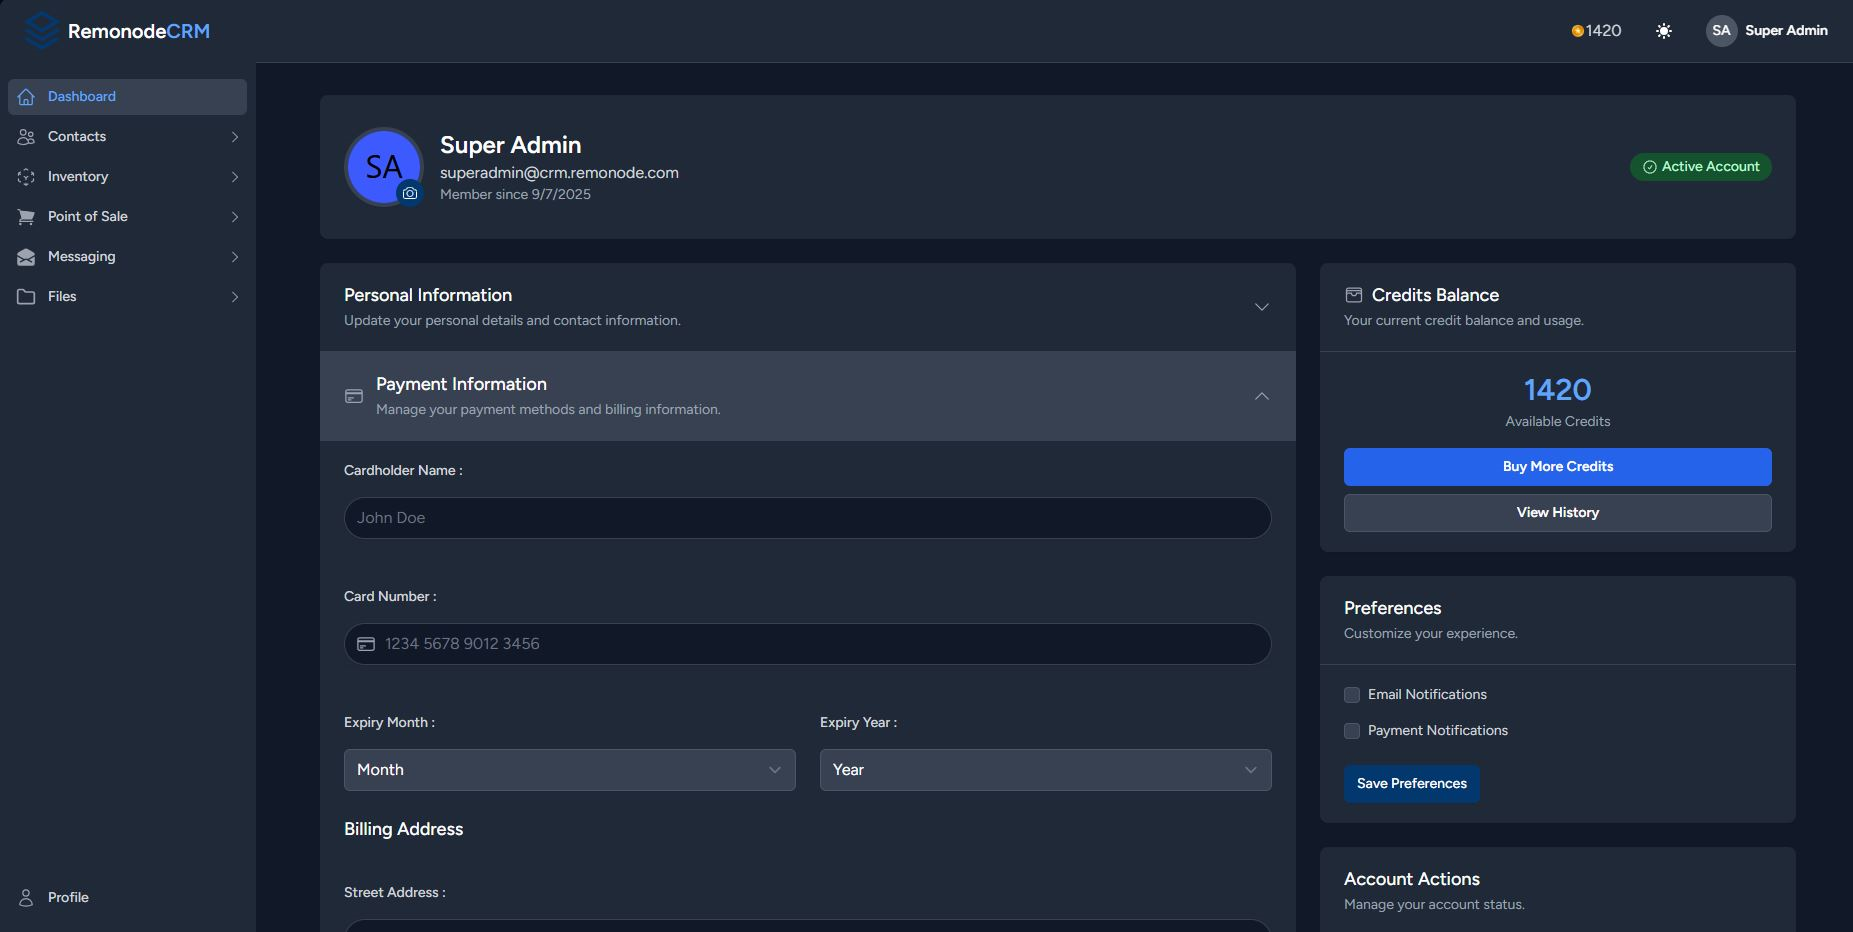 RemonodeCRM
1420
SA
Super Admin
Dashboard
Contacts
Inventory
Point of Sale
Messaging
Files
Profile
SA
Super Admin
superadmin@crm.remonode.com
Member since 9/7/2025
Active Account
Personal Information
Update your personal details and contact information.
Payment Information
Manage your payment methods and billing information.
Cardholder Name :
John Doe
Card Number :
1234 5678 9012 3456
Expiry Month :
Expiry Year :
Month
Year
Billing Address
Street Address :
Credits Balance
Your current credit balance and usage.
1420
Available Credits
Buy More Credits
View History
Preferences
Customize your experience.
Email Notifications
Payment Notifications
Save Preferences
Account Actions
Manage your account status.